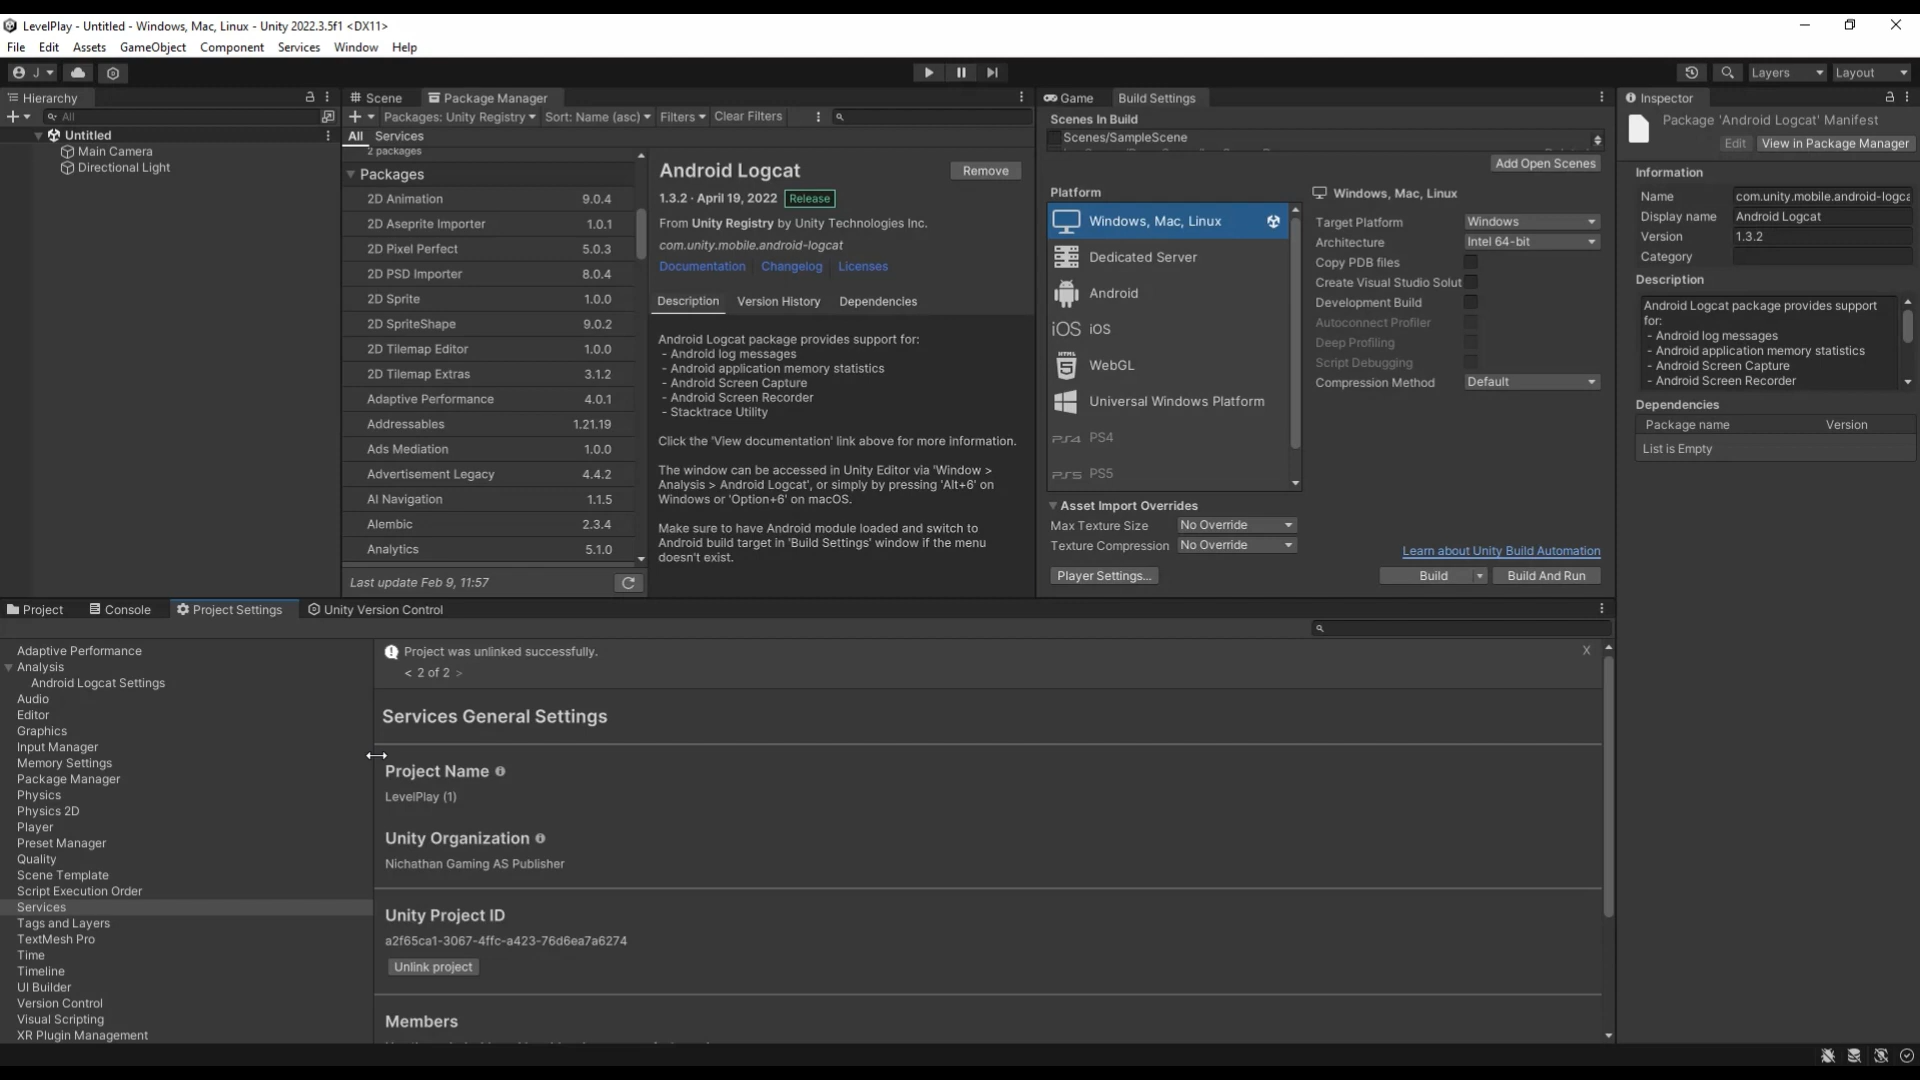 LevelPlay - Untitled - Windows, Mac, Linux - Unity 2022.3.5f1 <DX11>
File Edit Assets GameObject Component Services Window Help
J
Layers
Layout
Hierarchy
All
Untitled
Main Camera
Directional Light
Scene
Package Manager
Packages: Unity Registry
Sort: Name (asc)
Filters
Clear Filters
All
Services
2 packages
Packages
2D Animation 9.0.4
2D Aseprite Importer 1.0.1
2D Pixel Perfect 5.0.3
2D PSD Importer 8.0.4
2D Sprite 1.0.0
2D SpriteShape 9.0.2
2D Tilemap Editor 1.0.0
2D Tilemap Extras 3.1.2
Adaptive Performance 4.0.1
Addressables 1.21.19
Ads Mediation 1.0.0
Advertisement Legacy 4.4.2
AI Navigation 1.1.5
Alembic 2.3.4
Analytics 5.1.0
Last update Feb 9, 11:57
Android Logcat
Remove
1.3.2 · April 19, 2022 Release
From Unity Registry by Unity Technologies Inc.
com.unity.mobile.android-logcat
Documentation Changelog Licenses
Description Version History Dependencies
Android Logcat package provides support for:
- Android log messages
- Android application memory statistics
- Android Screen Capture
- Android Screen Recorder
- Stacktrace Utility
Click the 'View documentation' link above for more information.
The window can be accessed in Unity Editor via 'Window >
Analysis > Android Logcat', or simply by pressing 'Alt+6' on
Windows or 'Option+6' on macOS.
Make sure to have Android module loaded and switch to
Android build target in 'Build Settings' window if the menu
doesn't exist.
Game
Build Settings
Scenes In Build
Scenes/SampleScene
Add Open Scenes
Platform
Windows, Mac, Linux
Dedicated Server
Android
iOS iOS
HTML 5 WebGL
Universal Windows Platform
PS4 PS4
PS5 PS5
Windows, Mac, Linux
Target Platform Windows
Architecture Intel 64-bit
Copy PDB files
Create Visual Studio Solut
Development Build
Autoconnect Profiler
Deep Profiling
Script Debugging
Compression Method Default
Asset Import Overrides
Max Texture Size No Override
Texture Compression No Override
Learn about Unity Build Automation
Player Settings...
Build
Build And Run
Inspector
Package 'Android Logcat' Manifest
Edit
View in Package Manager
Information
Name com.unity.mobile.android-logca
Display name Android Logcat
Version 1.3.2
Category
Description
Android Logcat package provides support
for:
- Android log messages
- Android application memory statistics
- Android Screen Capture
- Android Screen Recorder
Dependencies
Package name Version
List is Empty
Project
Console
Project Settings
Unity Version Control
Adaptive Performance
Analysis
Android Logcat Settings
Audio
Editor
Graphics
Input Manager
Memory Settings
Package Manager
Physics
Physics 2D
Player
Preset Manager
Quality
Scene Template
Script Execution Order
Services
Tags and Layers
TextMesh Pro
Time
Timeline
UI Builder
Version Control
Visual Scripting
XR Plugin Management
Project was unlinked successfully.
X
< 2 of 2 >
Services General Settings
Project Name
LevelPlay (1)
Unity Organization
Nichathan Gaming AS Publisher
Unity Project ID
a2f65ca1-3067-4ffc-a423-76d6ea7a6274
Unlink project
Members